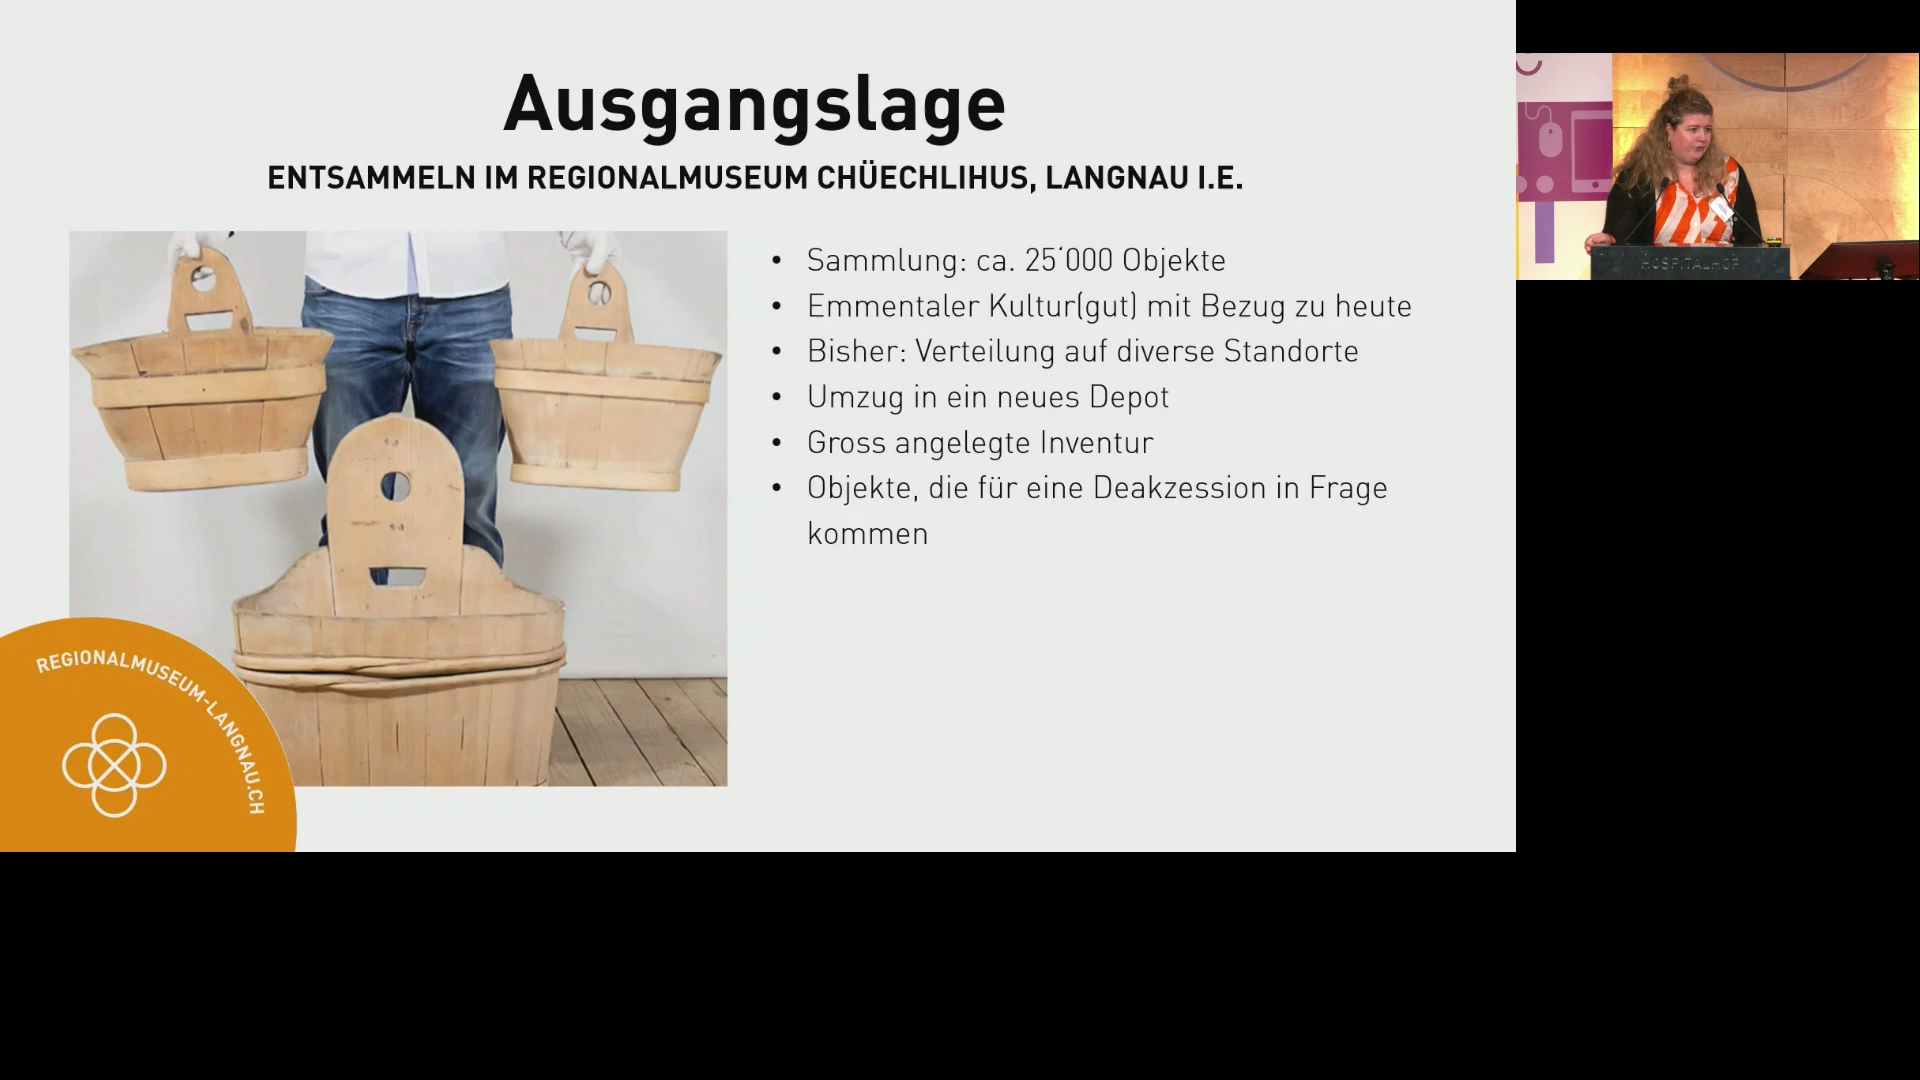 Ausgangslage
ENTSAMMELN IM REGIONALMUSEUM CHÜECHLIHUS, LANGNAU I.E.
• Sammlung: ca. 25‘000 Objekte
• Emmentaler Kultur(gut) mit Bezug zu heute
• Bisher: Verteilung auf diverse Standorte
• Umzug in ein neues Depot
• Gross angelegte Inventur
• Objekte, die für eine Deakzession in Frage
kommen
REGIONALMUSEUM-LANGNAU.CH
HOSPITALHOF